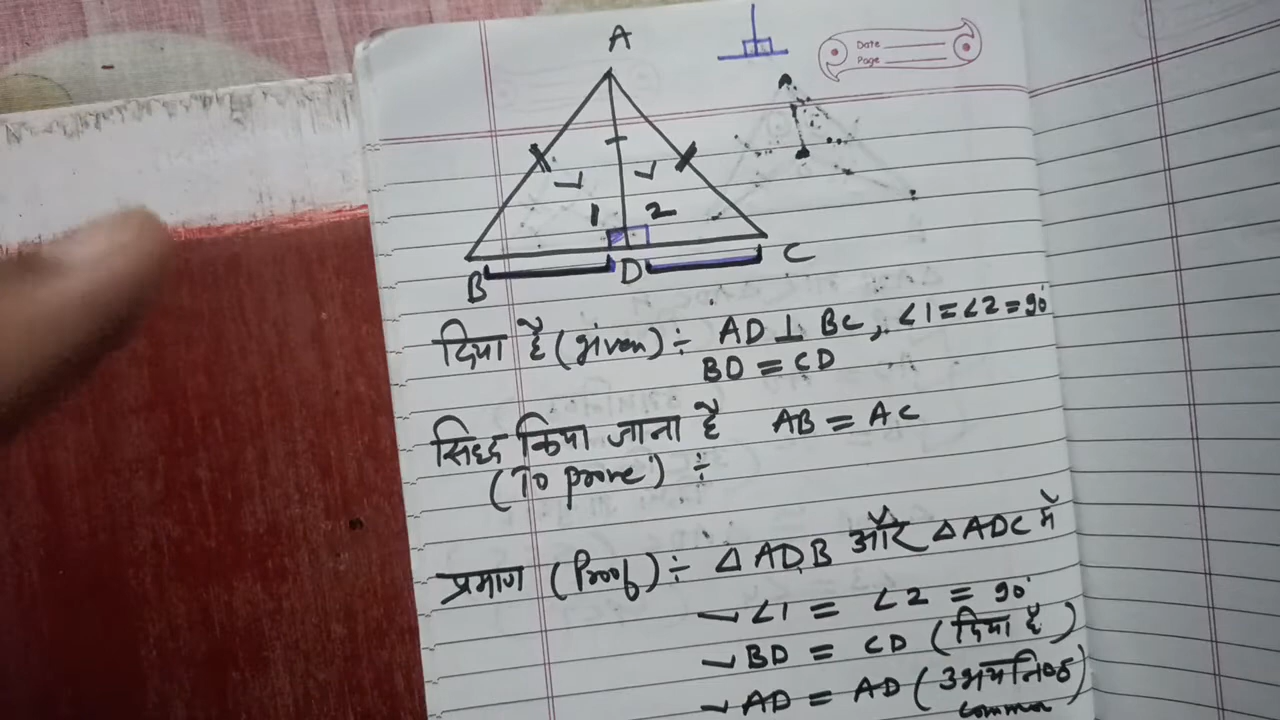 Date
Page
A
1 2
B D C
दिया है (given) ÷ AD ⊥ BC, ∠1 = ∠2 = 90°
BD = CD
सिध्द किया जाना है AB = AC
(To prove) ÷
प्रमाण (Proof) ÷ △ ADB और △ ADC में
∠1 = ∠2 = 90°
BD = CD (दिया है)
AD = AD (उभयनिष्ठ)
common